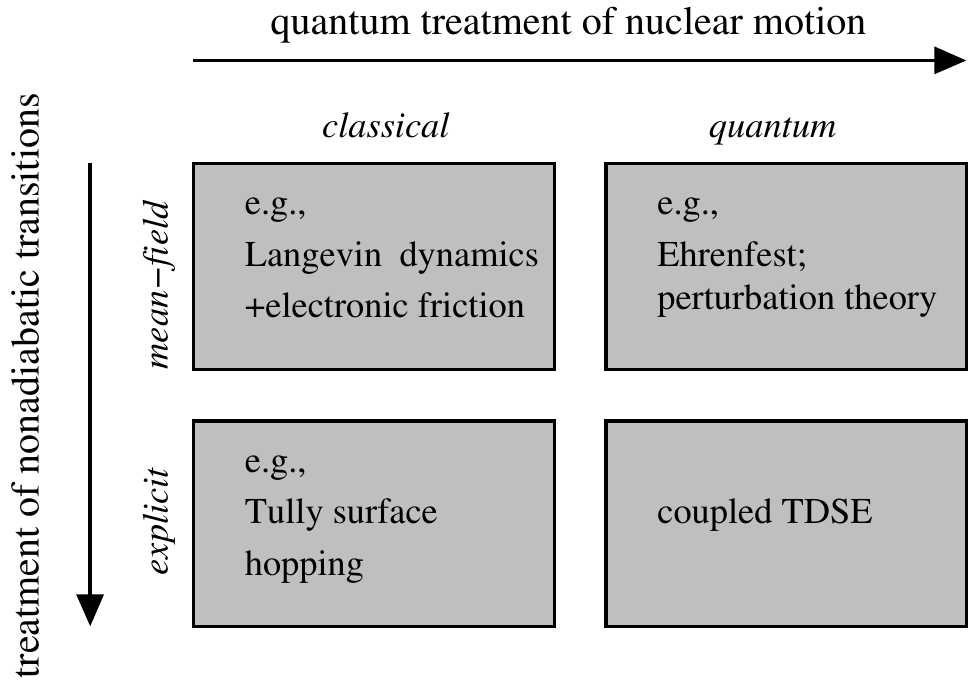 quantum treatment of nuclear motion
treatment of nonadiabatic transitions
classical
quantum
mean–field
e.g.,
Langevin dynamics
+electronic friction
e.g.,
Ehrenfest;
perturbation theory
explicit
e.g.,
Tully surface
hopping
coupled TDSE